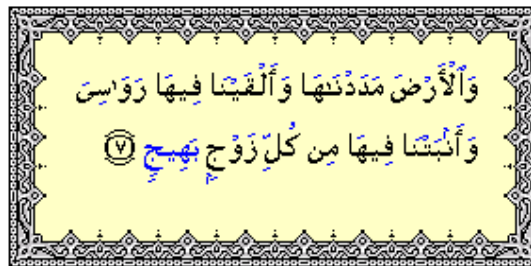 وَٱلْأَرْضَ مَدَدْنَـٰهَا وَأَلْقَيْنَا فِيهَا رَوَٰسِىَ
وَأَنۢبَتْنَا فِيهَا مِن كُلِّ زَوْجٍۭ بَهِيجٍ ٧